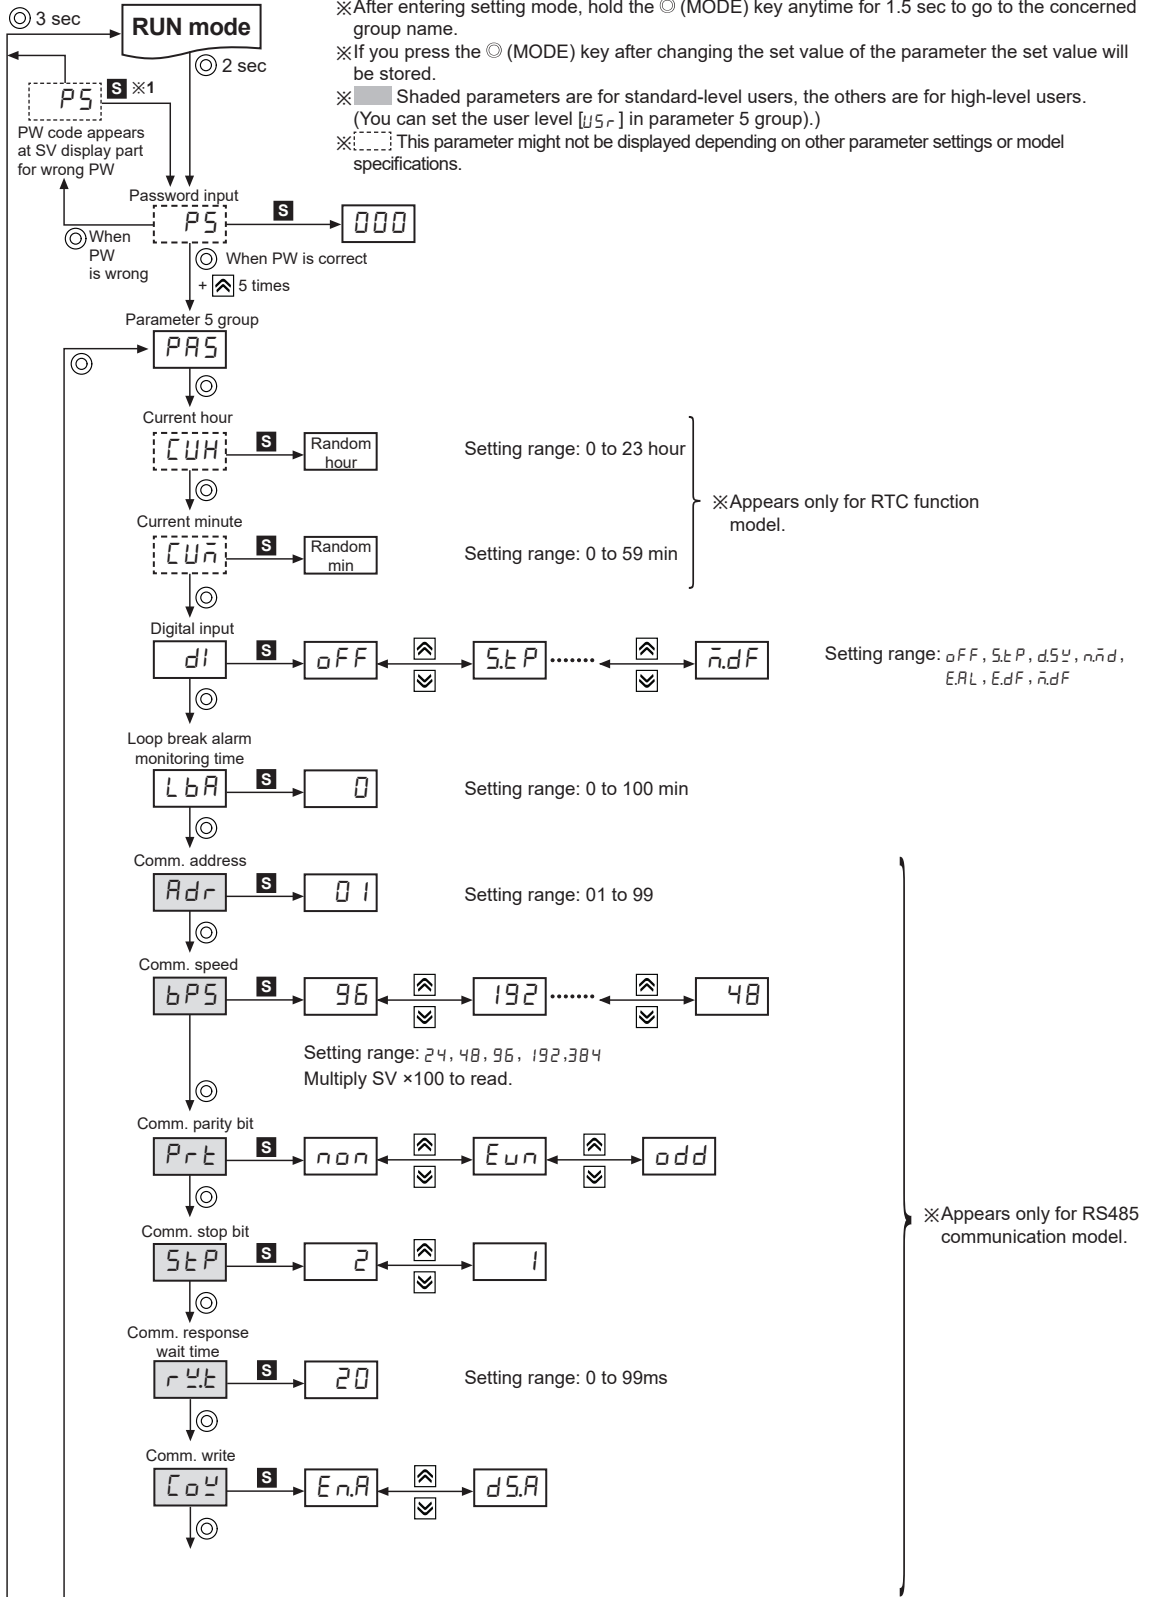 3 sec
RUN mode
※After entering setting mode, hold the ◎ (MODE) key anytime for 1.5 sec to go to the concerned
group name.
※If you press the ◎ (MODE) key after changing the set value of the parameter the set value will
be stored.
※ Shaded parameters are for standard-level users, the others are for high-level users.
(You can set the user level [USr] in parameter 5 group).)
※ This parameter might not be displayed depending on other parameter settings or model
specifications.
2 sec
PS
S ※1
PW code appears
at SV display part
for wrong PW
Password input
PS
S
000
When
PW
is wrong
When PW is correct
+ 5 times
Parameter 5 group
PA5
Current hour
CUH
S
Random
hour
Setting range: 0 to 23 hour
※Appears only for RTC function
model.
Current minute
CUM
S
Random
min
Setting range: 0 to 59 min
Digital input
dI
S
oFF
S.tP
M.dF
Setting range: oFF, S.tP, d.SW, n.Md,
E.AL, E.dF, M.dF
Loop break alarm
monitoring time
LbA
S
0
Setting range: 0 to 100 min
Comm. address
Adr
S
01
Setting range: 01 to 99
Comm. speed
bPS
S
96
192
48
Setting range: 24, 48, 96, 192,384
Multiply SV ×100 to read.
Comm. parity bit
Prt
S
non
Evn
odd
Comm. stop bit
StP
S
2
1
※Appears only for RS485
communication model.
Comm. response
wait time
rW.t
S
20
Setting range: 0 to 99ms
Comm. write
CoW
S
En.A
dS.A